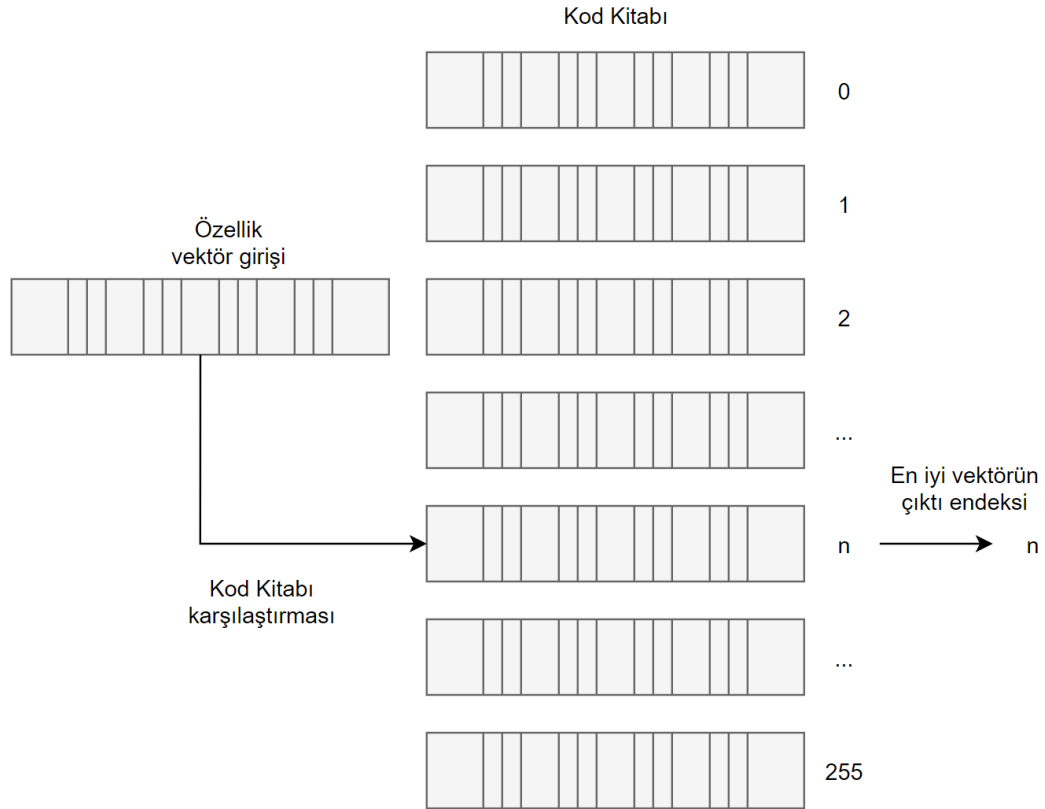 Kod Kitabı
0
1
Özellik
vektör girişi
2
...
En iyi vektörün
çıktı endeksi
n
n
Kod Kitabı
karşılaştırması
...
255